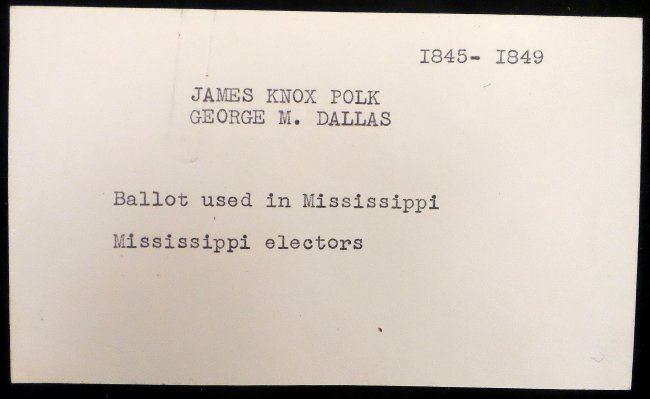 1845- 1849
JAMES KNOX POLK
GEORGE M. DALLAS
Ballot used in Mississippi
Mississippi electors